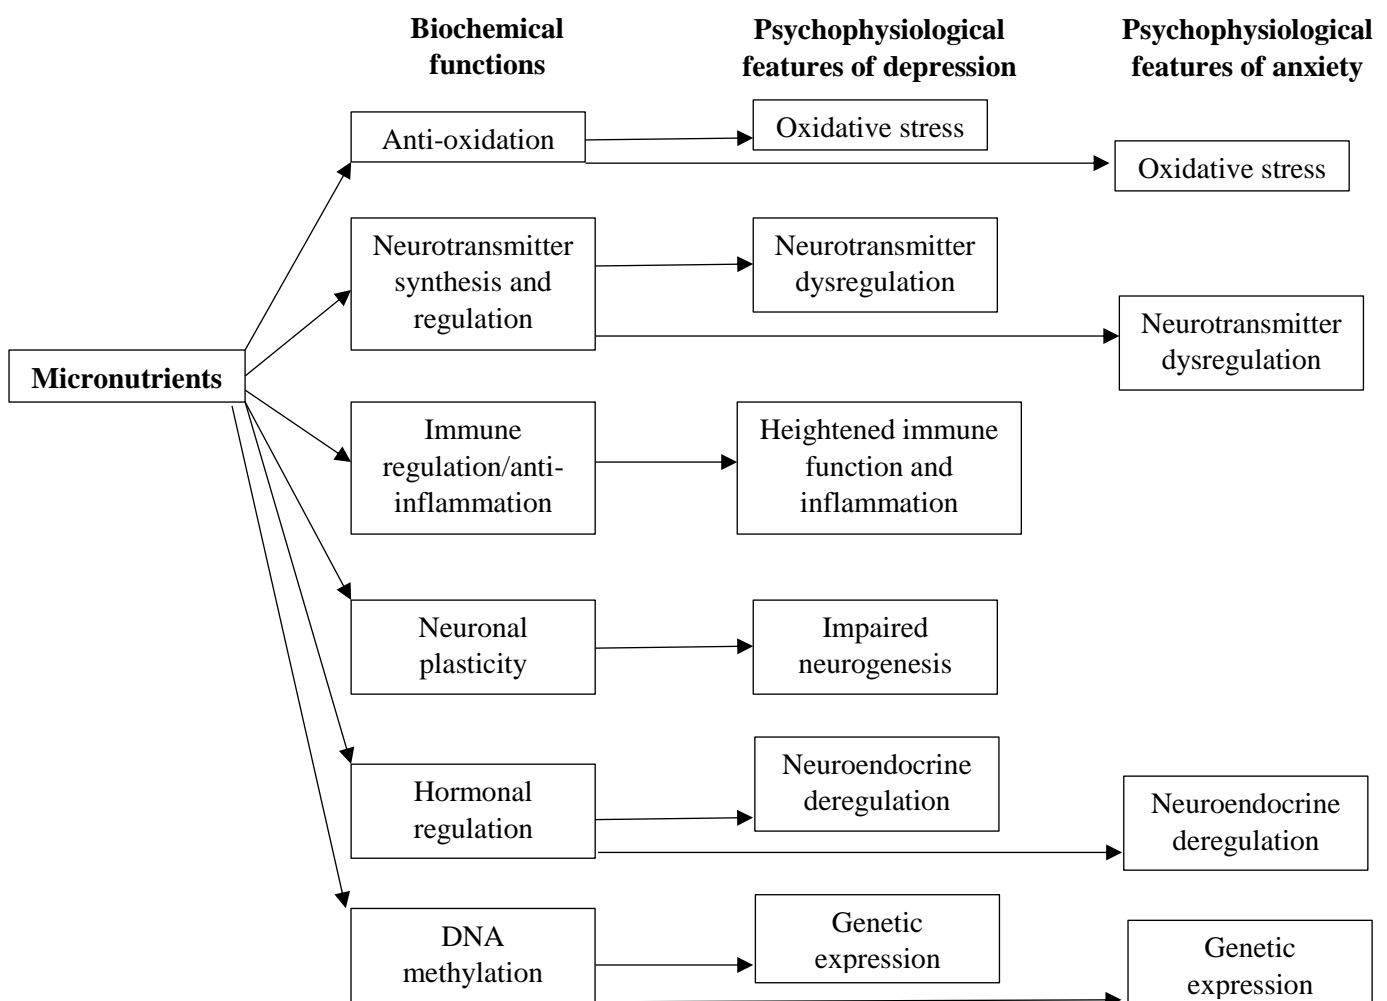 Biochemical
functions
Psychophysiological
features of depression
Psychophysiological
features of anxiety
Anti-oxidation
Oxidative stress
Oxidative stress
Neurotransmitter
synthesis and
regulation
Neurotransmitter
dysregulation
Neurotransmitter
dysregulation
Micronutrients
Immune
regulation/anti-
inflammation
Heightened immune
function and
inflammation
Neuronal
plasticity
Impaired
neurogenesis
Hormonal
regulation
Neuroendocrine
deregulation
Neuroendocrine
deregulation
DNA
methylation
Genetic
expression
Genetic
expression